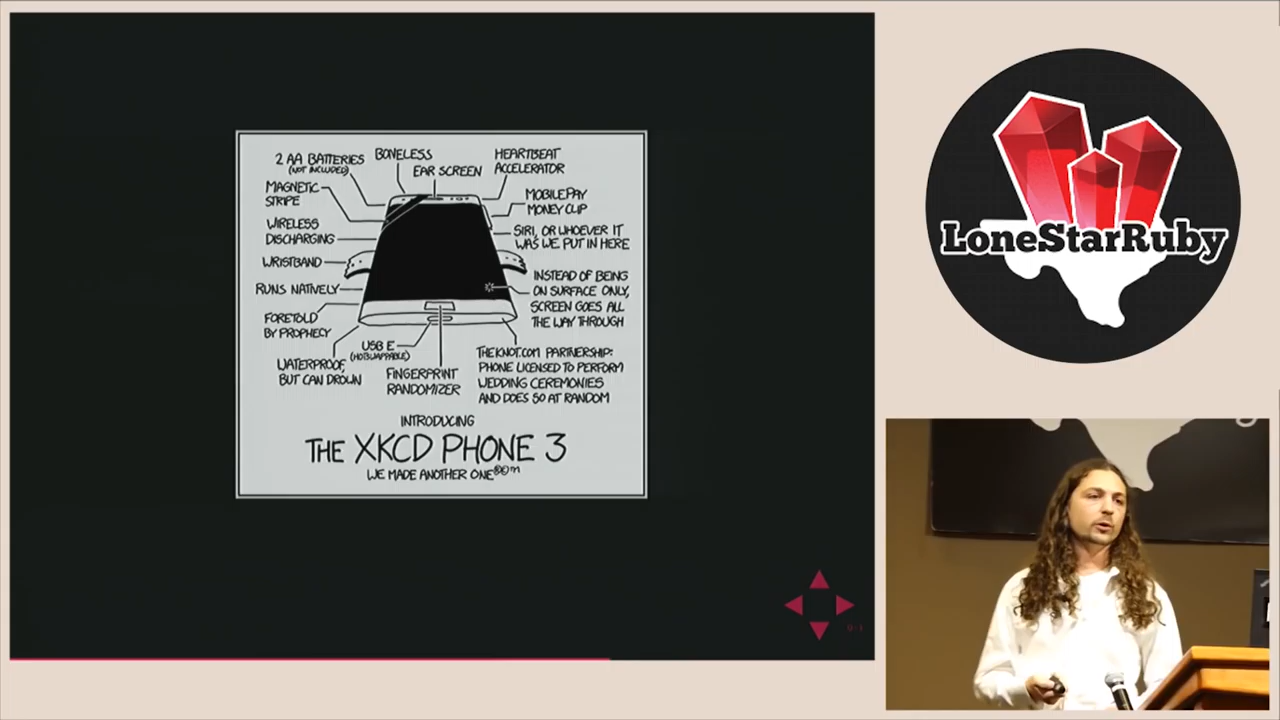 2 AA BATTERIES
(NOT INCLUDED)
BONELESS
EAR SCREEN
HEARTBEAT
ACCELERATOR
MAGNETIC
STRIPE
MOBILEPAY
MONEY CLIP
WIRELESS
DISCHARGING
SIRI, OR WHOEVER IT
WAS WE PUT IN HERE
WRISTBAND
RUNS NATIVELY
INSTEAD OF BEING
ON SURFACE ONLY,
SCREEN GOES ALL
THE WAY THROUGH
FORETOLD
BY PROPHECY
WATERPROOF,
BUT CAN DROWN
USB E
(HOTSWAPPABLE)
FINGERPRINT
RANDOMIZER
THEKNOT.COM PARTNERSHIP:
PHONE LICENSED TO PERFORM
WEDDING CEREMONIES
AND DOES SO AT RANDOM
INTRODUCING
THE XKCD PHONE 3
WE MADE ANOTHER ONE®©™
LoneStarRuby